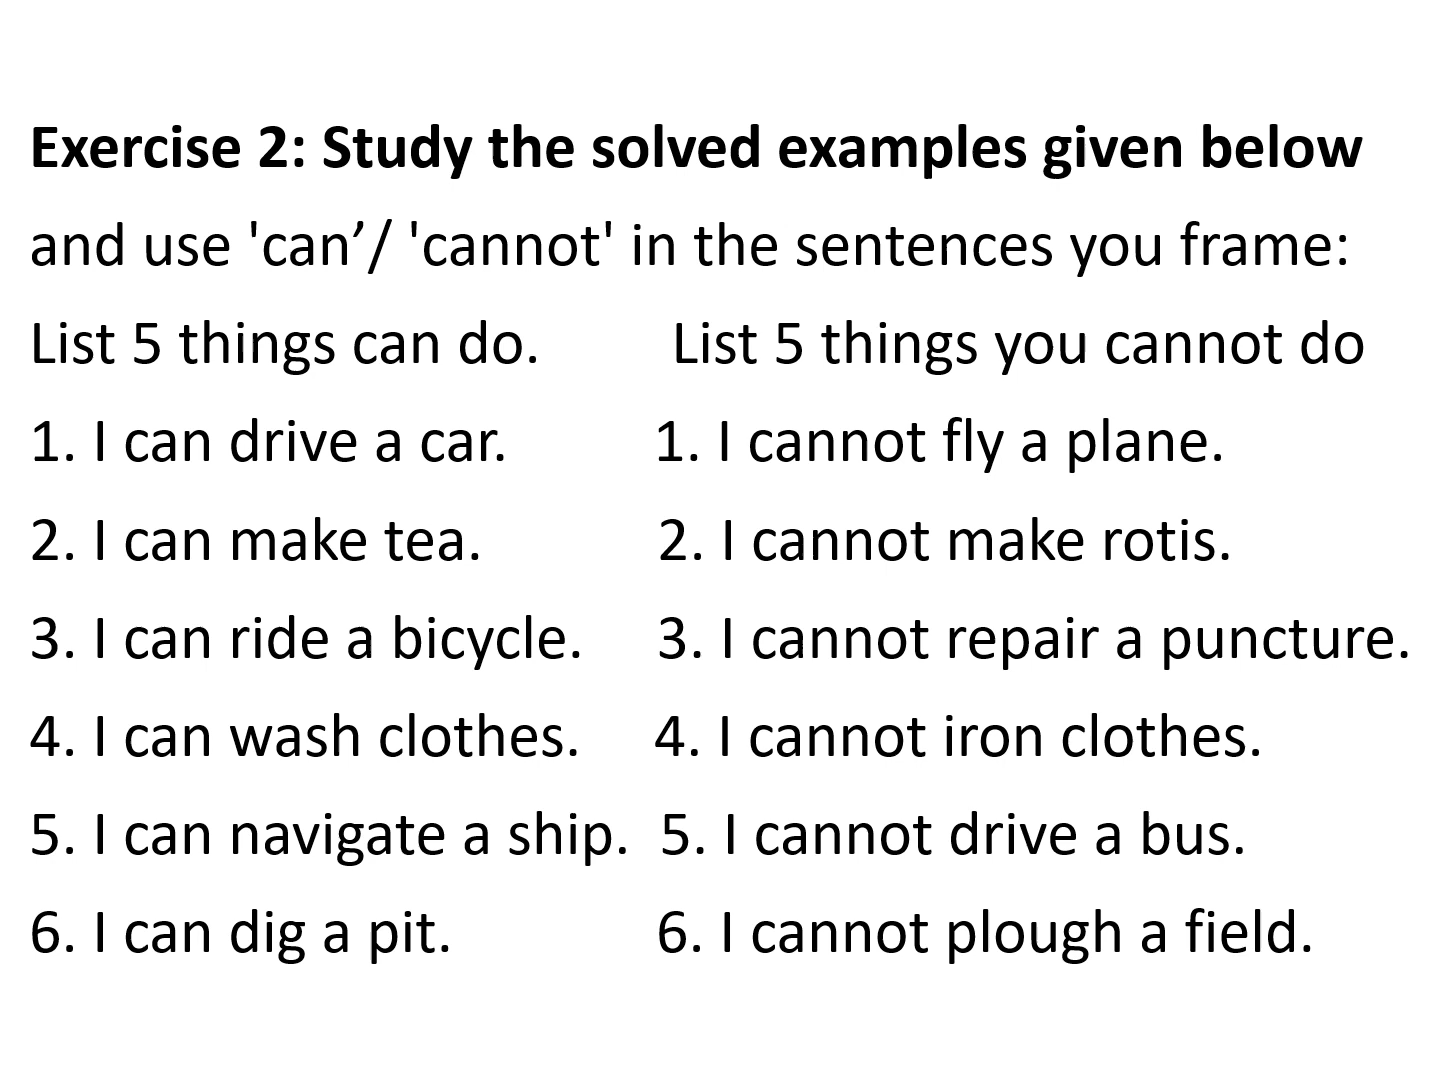 Exercise 2: Study the solved examples given below
and use 'can’/ 'cannot' in the sentences you frame:
List 5 things can do. List 5 things you cannot do
1. I can drive a car. 1. I cannot fly a plane.
2. I can make tea. 2. I cannot make rotis.
3. I can ride a bicycle. 3. I cannot repair a puncture.
4. I can wash clothes. 4. I cannot iron clothes.
5. I can navigate a ship. 5. I cannot drive a bus.
6. I can dig a pit. 6. I cannot plough a field.